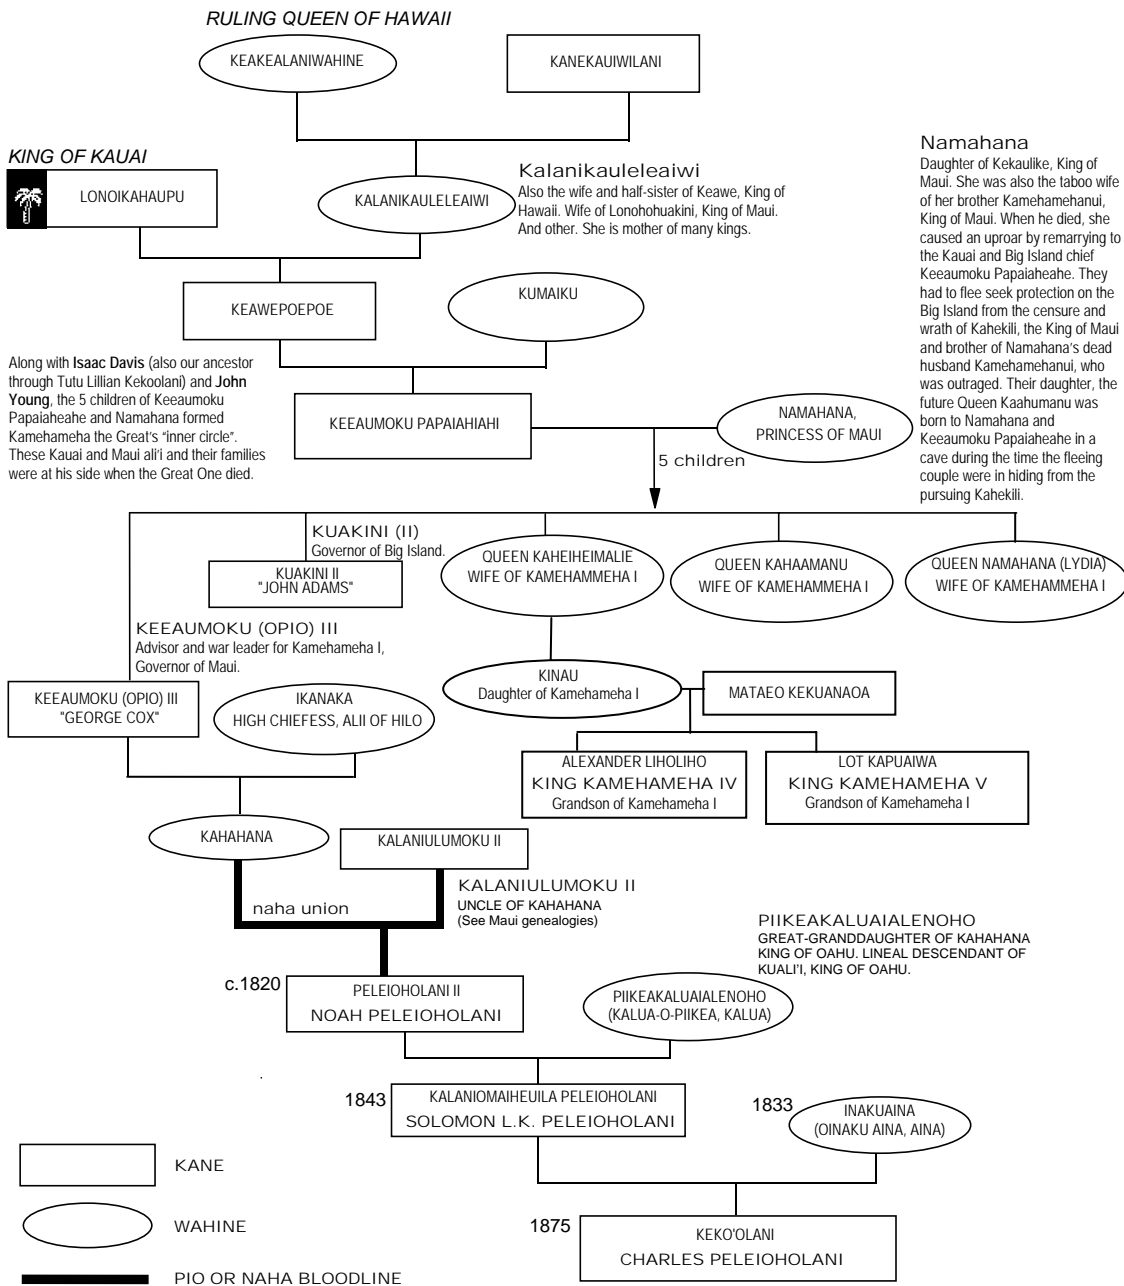 RULING QUEEN OF HAWAII
KEAKEALANIWAHINE
KANEKAUIWILANI
KING OF KAUAI
LONOIKAHAUPU
KALANIKAULELEAIWI
Kalanikauleleaiwi
Also the wife and half-sister of Keawe, King of
Hawaii. Wife of Lonohohuakini, King of Maui.
And other. She is mother of many kings.
Namahana
Daughter of Kekaulike, King of
Maui. She was also the taboo wife
of her brother Kamehamehanui,
King of Maui. When he died, she
caused an uproar by remarrying to
the Kauai and Big Island chief
Keeaumoku Papaiaheahe. They
had to flee seek protection on the
Big Island from the censure and
wrath of Kahekili, the King of Maui
and brother of Namahana's dead
husband Kamehamehanui, who
was outraged. Their daughter, the
future Queen Kaahumanu was
born to Namahana and
Keeaumoku Papaiaheahe in a
cave during the time the fleeing
couple were in hiding from the
pursuing Kahekili.
KEAWEPOEPOE
KUMAIKU
Along with Isaac Davis (also our ancestor
through Tutu Lillian Kekoolani) and John
Young, the 5 children of Keeaumoku
Papaiaheahe and Namahana formed
Kamehameha the Great's "inner circle".
These Kauai and Maui ali'i and their families
were at his side when the Great One died.
KEEAUMOKU PAPAIAHIAHI
NAMAHANA,
PRINCESS OF MAUI
5 children
KUAKINI (II)
Governor of Big Island.
KUAKINI II
"JOHN ADAMS"
QUEEN KAHEIHEIMALIE
WIFE OF KAMEHAMMEHA I
QUEEN KAHAAMANU
WIFE OF KAMEHAMMEHA I
QUEEN NAMAHANA (LYDIA)
WIFE OF KAMEHAMMEHA I
KEEAUMOKU (OPIO) III
Advisor and war leader for Kamehameha I,
Governor of Maui.
KEEAUMOKU (OPIO) III
"GEORGE COX"
IKANAKA
HIGH CHIEFESS, ALII OF HILO
KINAU
Daughter of Kamehameha I
MATAEO KEKUANAOA
ALEXANDER LIHOLIHO
KING KAMEHAMEHA IV
Grandson of Kamehameha I
LOT KAPUAIWA
KING KAMEHAMEHA V
Grandson of Kamehameha I
KAHAHANA
KALANIULUMOKU II
naha union
KALANIULUMOKU II
UNCLE OF KAHAHANA
(See Maui genealogies)
PIIKEAKALUAIALENOHO
GREAT-GRANDDAUGHTER OF KAHAHANA
KING OF OAHU. LINEAL DESCENDANT OF
KUALI'I, KING OF OAHU.
c.1820
PELEIOHOLANI II
NOAH PELEIOHOLANI
PIIKEAKALUAIALENOHO
(KALUA-O-PIIKEA, KALUA)
1843
KALANIOMAIHEUILA PELEIOHOLANI
SOLOMON L.K. PELEIOHOLANI
1833
INAKUAINA
(OINAKU AINA, AINA)
KANE
WAHINE
1875
KEKO'OLANI
CHARLES PELEIOHOLANI
PIO OR NAHA BLOODLINE